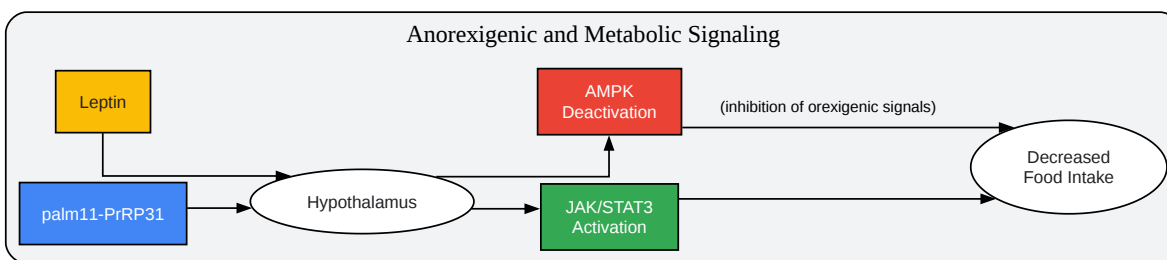 Anorexigenic and Metabolic Signaling
Leptin
AMPK
Deactivation
(inhibition of orexigenic signals)
Decreased
Food Intake
palm11-PrRP31
Hypothalamus
JAK/STAT3
Activation